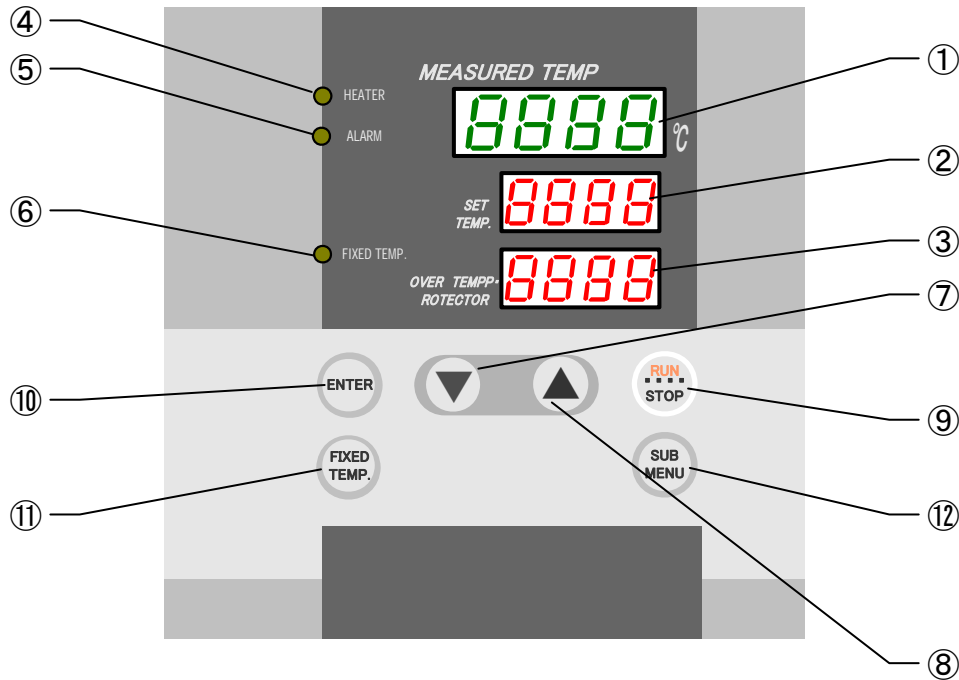 ④
⑤
MEASURED TEMP
①
HEATER
8888
℃
ALARM
②
SET
TEMP.
8888
⑥
③
FIXED TEMP.
OVER TEMPP・
ROTECTOR
8888
⑦
⑩
ENTER
▼
▲
RUN
STOP
⑨
FIXED
TEMP.
SUB
MENU
⑪
⑫
⑧